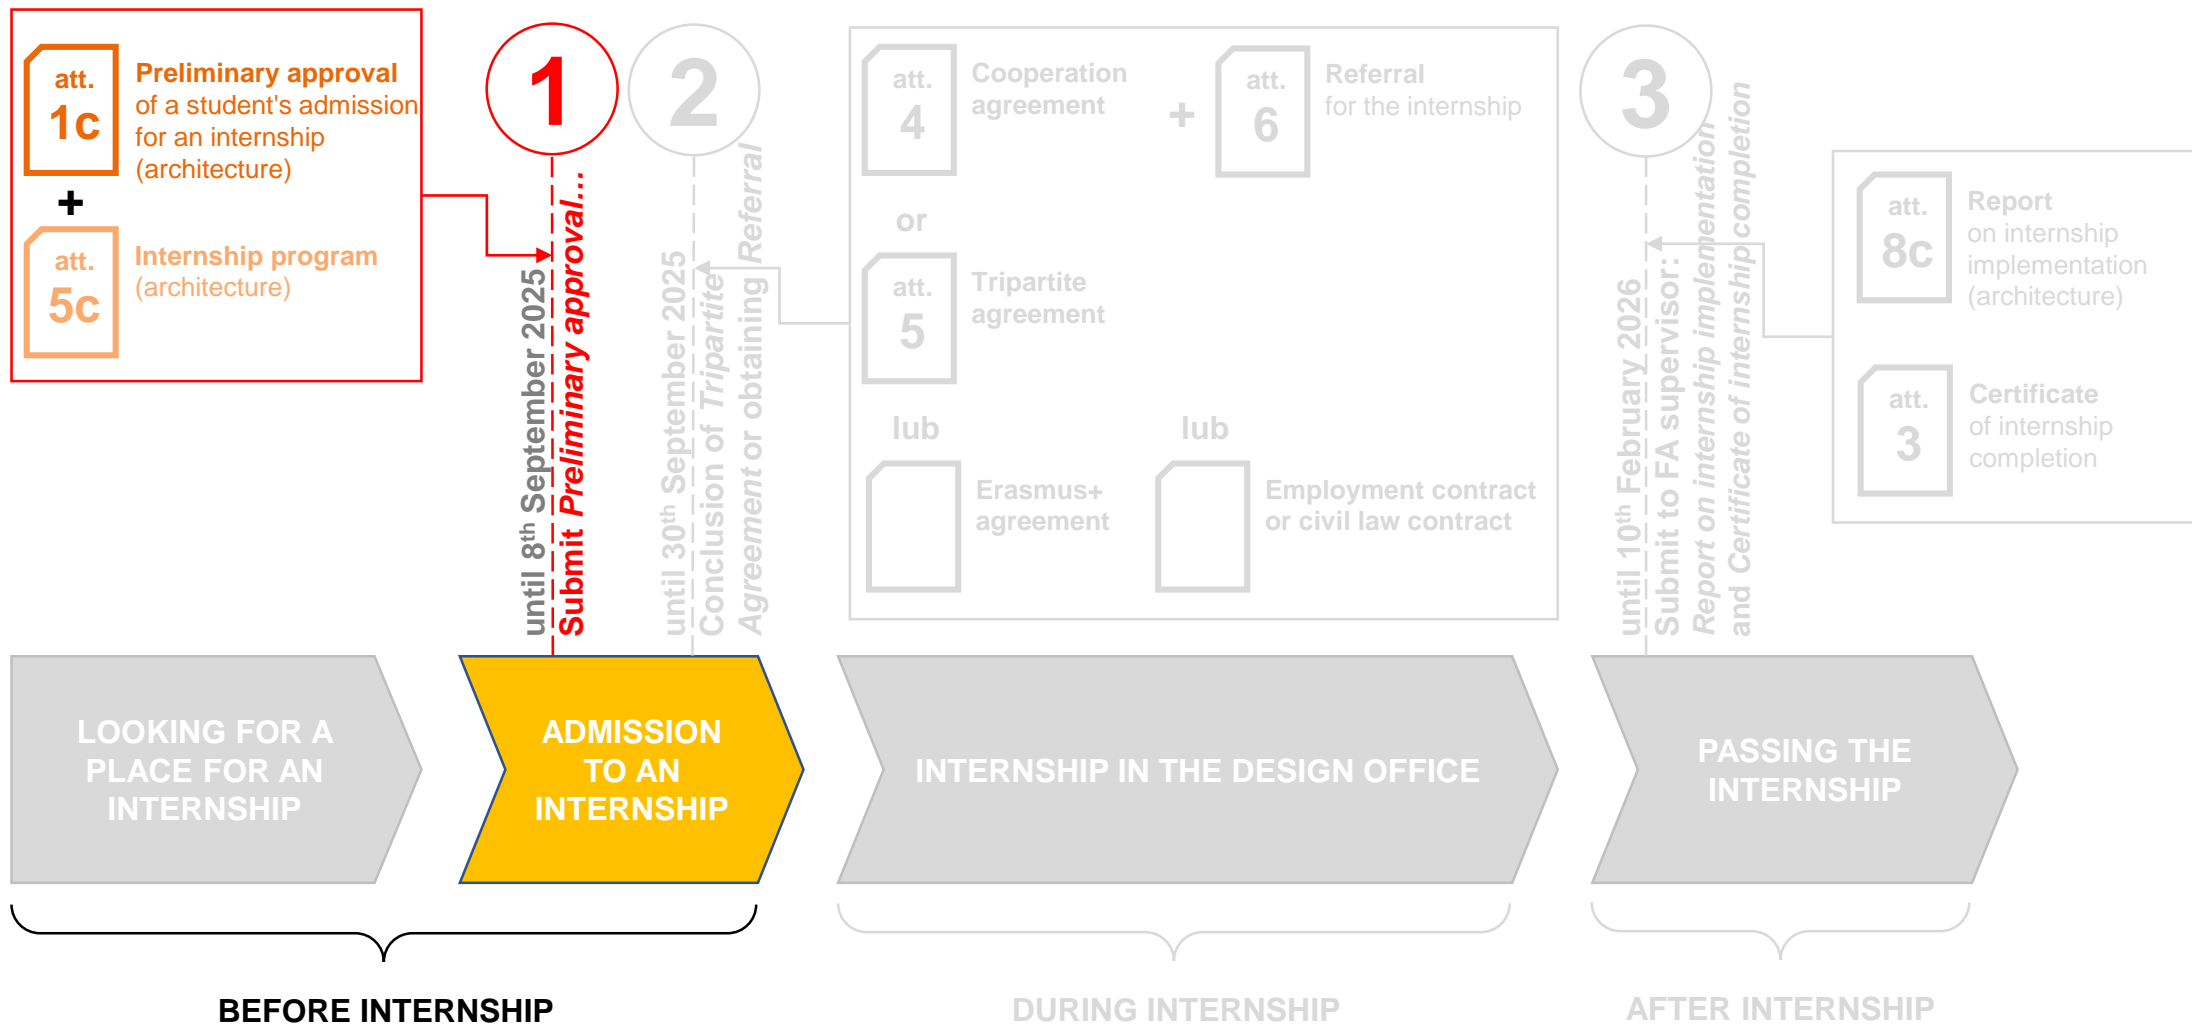 att.
1c
Preliminary approval
of a student's admission
for an internship
(architecture)
+
att.
5c
Internship program
(architecture)
1
until 8th September 2025
Submit Preliminary approval...
2
until 30th September 2025
Conclusion of Tripartite
Agreement or obtaining Referral
att.
4
Cooperation
agreement
+
att.
6
Referral
for the internship
or
att.
5
Tripartite
agreement
lub
Erasmus+
agreement
lub
Employment contract
or civil law contract
3
until 10th February 2026
Submit to FA supervisor:
Report on internship implementation
and Certificate of internship completion
att.
8c
Report
on internship
implementation
(architecture)
att.
3
Certificate
of internship
completion
LOOKING FOR A
PLACE FOR AN
INTERNSHIP
ADMISSION
TO AN
INTERNSHIP
INTERNSHIP IN THE DESIGN OFFICE
PASSING THE
INTERNSHIP
BEFORE INTERNSHIP
DURING INTERNSHIP
AFTER INTERNSHIP